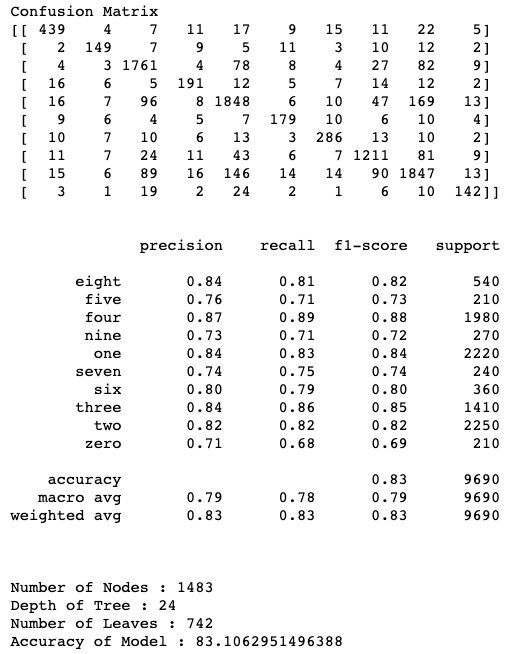 Confusion Matrix
[[ 439 4 7 11 17 9 15 11 22 5]
[ 2 149 7 9 5 11 3 10 12 2]
[ 4 3 1761 4 78 8 4 27 82 9]
[ 16 6 5 191 12 5 7 14 12 2]
[ 16 7 96 8 1848 6 10 47 169 13]
[ 9 6 4 5 7 179 10 6 10 4]
[ 10 7 10 6 13 3 286 13 10 2]
[ 11 7 24 11 43 6 7 1211 81 9]
[ 15 6 89 16 146 14 14 90 1847 13]
[ 3 1 19 2 24 2 1 6 10 142]]
precision recall f1-score support
eight 0.84 0.81 0.82 540
five 0.76 0.71 0.73 210
four 0.87 0.89 0.88 1980
nine 0.73 0.71 0.72 270
one 0.84 0.83 0.84 2220
seven 0.74 0.75 0.74 240
six 0.80 0.79 0.80 360
three 0.84 0.86 0.85 1410
two 0.82 0.82 0.82 2250
zero 0.71 0.68 0.69 210
accuracy 0.83 9690
macro avg 0.79 0.78 0.79 9690
weighted avg 0.83 0.83 0.83 9690
Number of Nodes : 1483
Depth of Tree : 24
Number of Leaves : 742
Accuracy of Model : 83.1062951496388